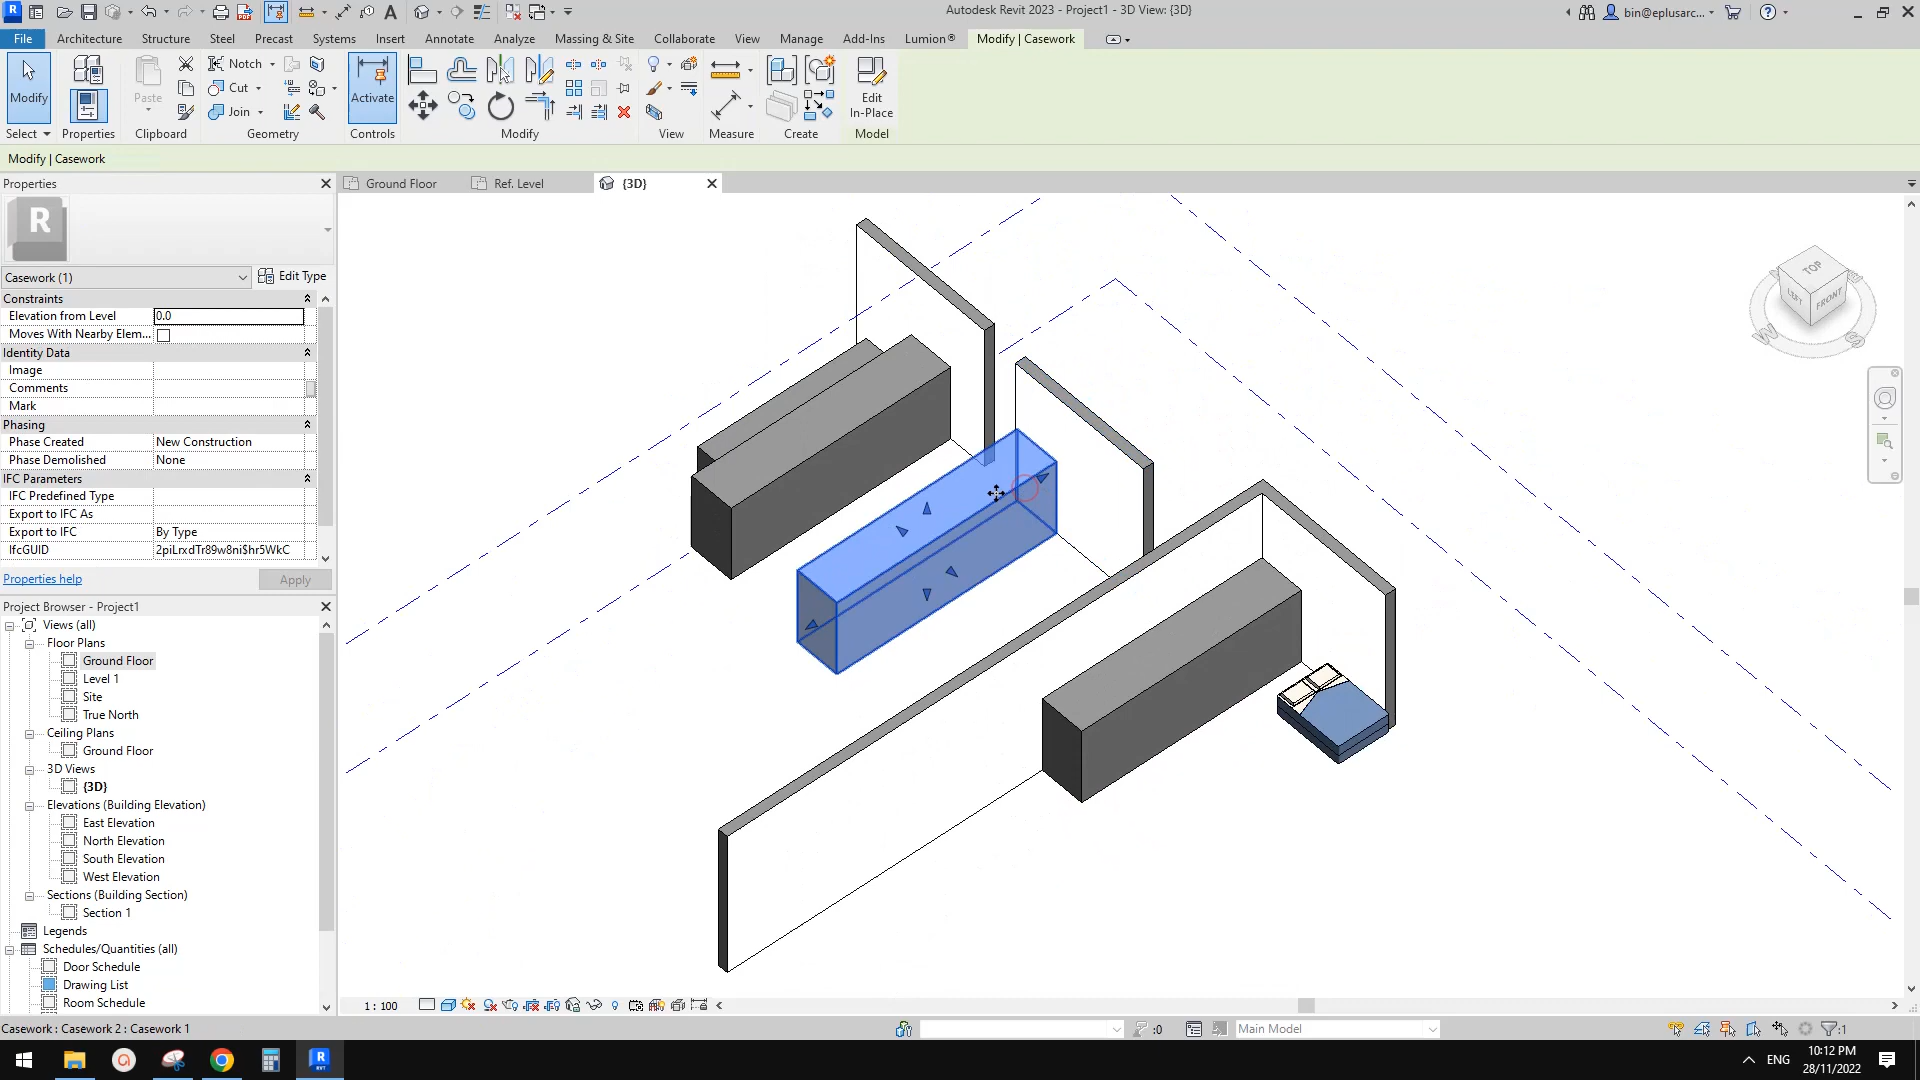 Autodesk Revit 2023 - Project1 - 3D View: {3D}
bin@eplusarc...
File Architecture Structure Steel Precast Systems Insert Annotate Analyze Massing & Site Collaborate View Manage Add-Ins Lumion® Modify | Casework
Modify
Select
Properties
Paste
Clipboard
Notch
Cut
Join
Geometry
Activate
Controls
Modify
View
Measure
Create
Edit
In-Place
Model
Modify | Casework
Properties
Ground Floor
Ref. Level
{3D}
R
Casework (1)
Edit Type
Constraints
Elevation from Level 0.0
Moves With Nearby Elem...
Identity Data
Image
Comments
Mark
Phasing
Phase Created New Construction
Phase Demolished None
IFC Parameters
IFC Predefined Type
Export to IFC As
Export to IFC By Type
IfcGUID 2piLrxdTr89w8ni$hr5WkC
Properties help
Apply
Project Browser - Project1
Views (all)
Floor Plans
Ground Floor
Level 1
Site
True North
Ceiling Plans
Ground Floor
3D Views
{3D}
Elevations (Building Elevation)
East Elevation
North Elevation
South Elevation
West Elevation
Sections (Building Section)
Section 1
Legends
Schedules/Quantities (all)
Door Schedule
Drawing List
Room Schedule
TOP
LEFT
FRONT
W
S
1 : 100
Casework : Casework 2 : Casework 1
:0
Main Model
:1
ENG
10:12 PM
28/11/2022